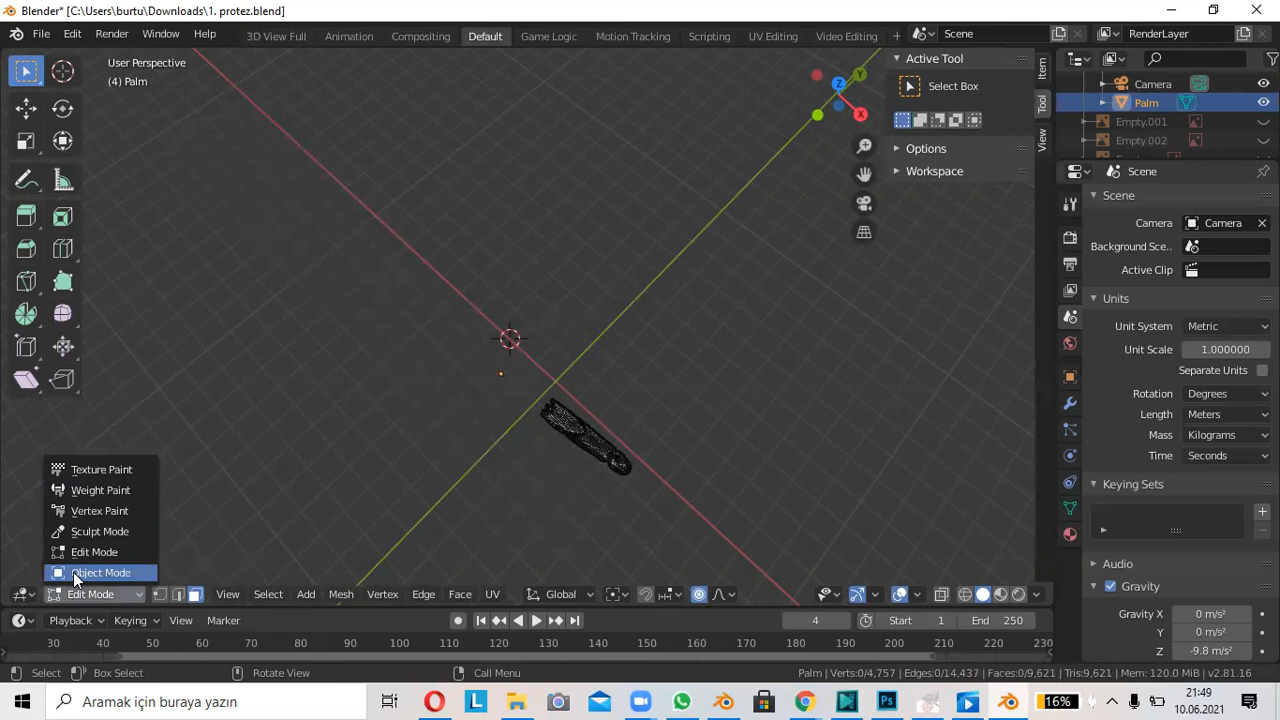 Blender* [C:\Users\burtu\Downloads\1. protez.blend]
File Edit Render Window Help
3D View Full Animation Compositing Default Game Logic Motion Tracking Scripting UV Editing Video Editing +
Scene
RenderLayer
User Perspective
(4) Palm
Z
Y
X
Active Tool
Select Box
Options
Workspace
Item
Tool
View
Camera
Palm
Empty.001
Empty.002
Scene
Scene
Camera Camera
Background Sce..
Active Clip
Units
Unit System Metric
Unit Scale 1.000000
Separate Units
Rotation Degrees
Length Meters
Mass Kilograms
Time Seconds
Keying Sets
Audio
Gravity
Gravity X 0 m/s²
Y 0 m/s²
Z -9.8 m/s²
Texture Paint
Weight Paint
Vertex Paint
Sculpt Mode
Edit Mode
Object Mode
Edit Mode View Select Add Mesh Vertex Edge Face UV Global
Playback Keying View Marker 4 Start 1 End 250
30 40 50 60 70 80 90 100 110 120 130 140 150 160 170 180 190 200 210 220 230
Select Box Select Rotate View Call Menu Palm | Verts:0/4,757 | Edges:0/14,437 | Faces:0/9,621 | Tris:9,621 | Mem: 120.0 MiB | v2.81.16
Aramak için buraya yazın
L
Ps
16%
21:49
10.06.2021
3